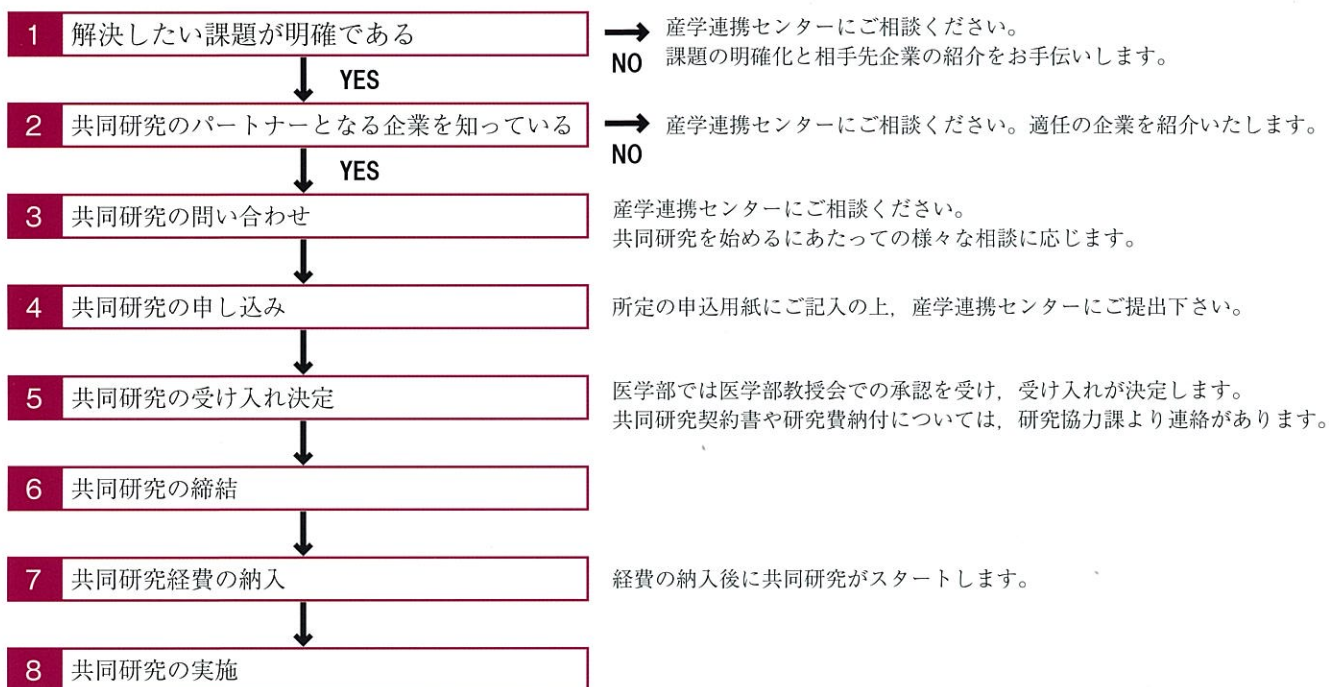 1 解決したい課題が明確である
産学連携センターにご相談ください。
NO 課題の明確化と相手先企業の紹介をお手伝いします。
YES
2 共同研究のパートナーとなる企業を知っている
産学連携センターにご相談ください。適任の企業を紹介いたします。
NO
YES
3 共同研究の問い合わせ
産学連携センターにご相談ください。
共同研究を始めるにあたっての様々な相談に応じます。
4 共同研究の申し込み
所定の申込用紙にご記入の上，産学連携センターにご提出下さい。
5 共同研究の受け入れ決定
医学部では医学部教授会での承認を受け，受け入れが決定します。
共同研究契約書や研究費納付については，研究協力課より連絡があります。
6 共同研究の締結
7 共同研究経費の納入
経費の納入後に共同研究がスタートします。
8 共同研究の実施